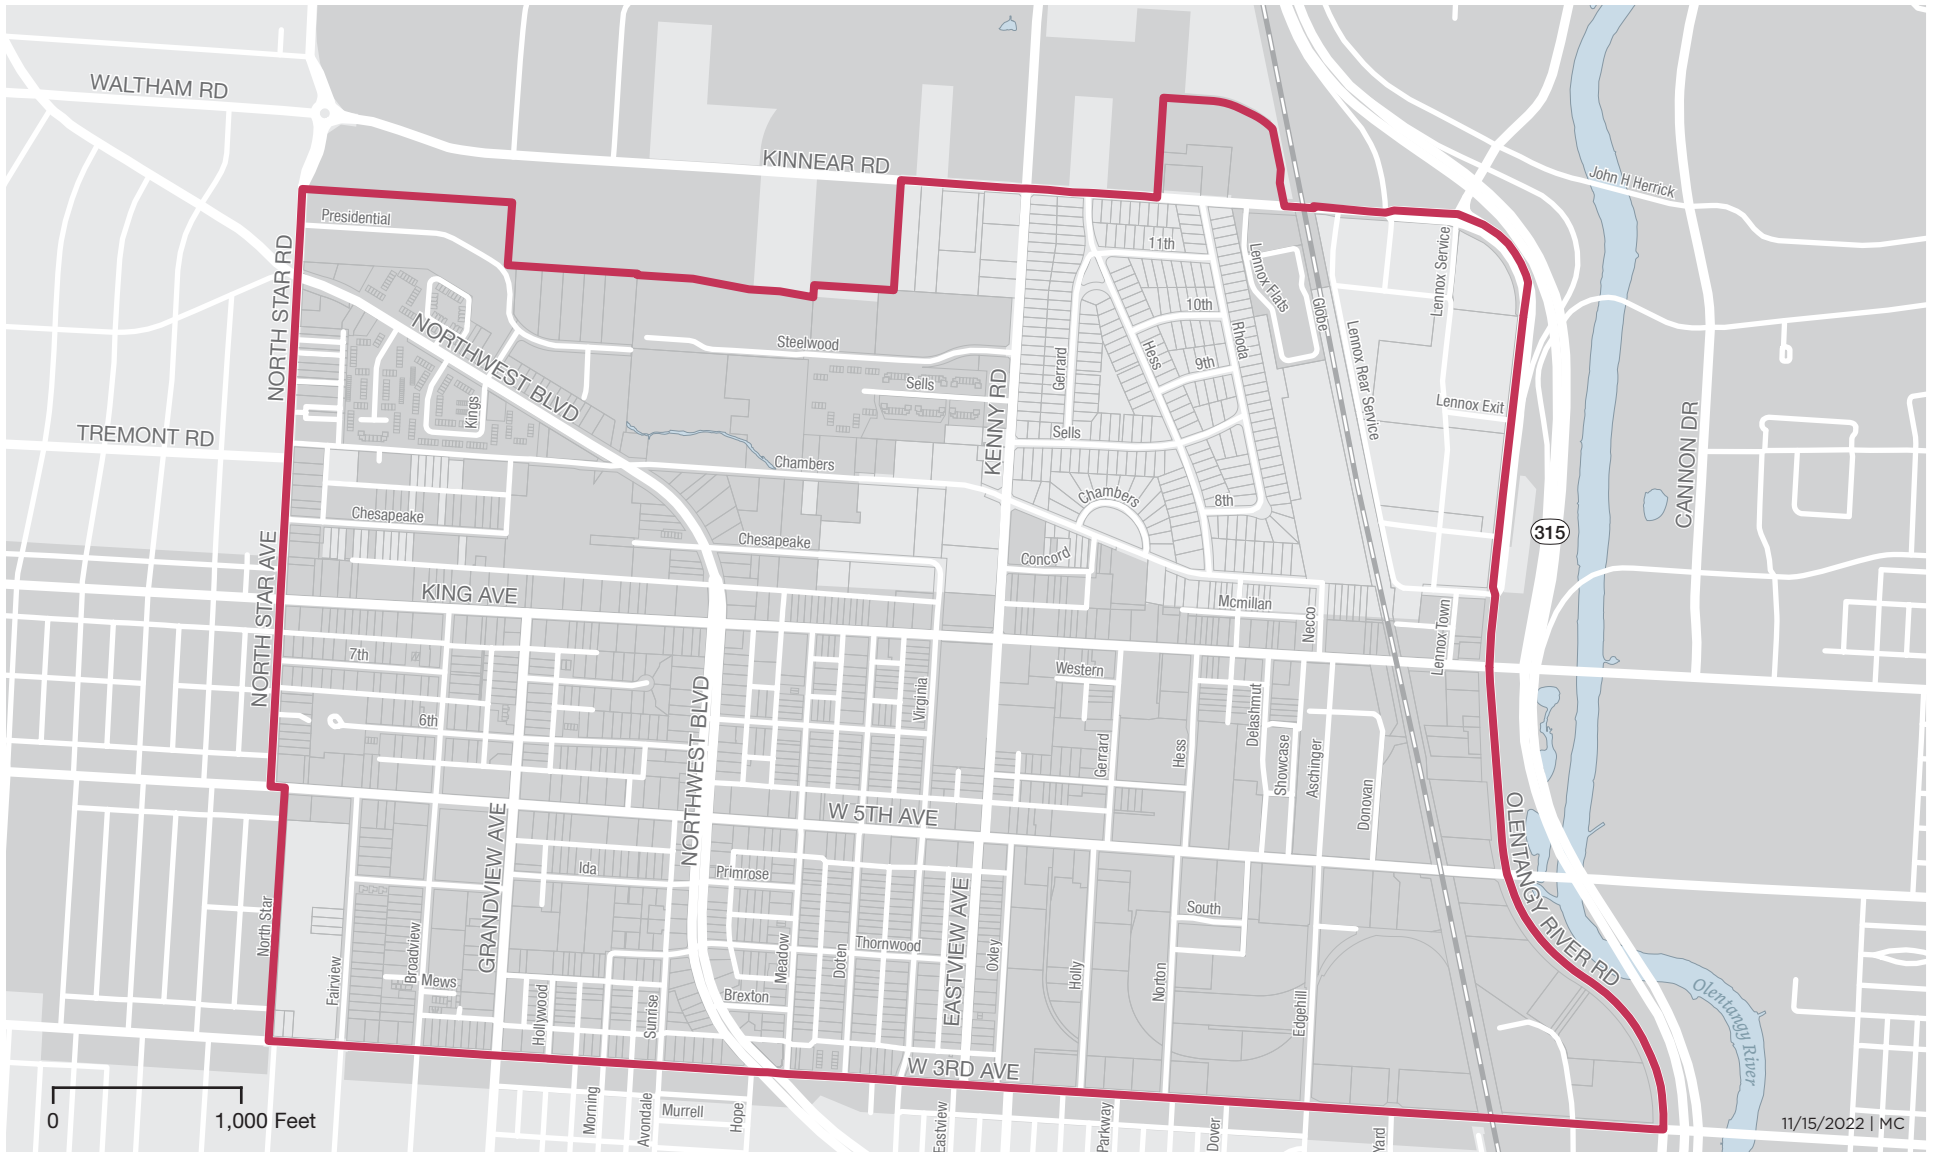 WALTHAM RD
KINNEAR RD
John H Herrick
Presidential
NORTH STAR RD
11th
Lennox Service
Lennox Flats
10th
Globe
NORTHWEST BLVD
Steelwood
Rhoda
Hess
Gerrard
9th
Lennox Rear Service
Sells
Kings
KENNY RD
Lennox Exit
TREMONT RD
Sells
CANNON DR
Chambers
Chambers
8th
Chesapeake
315
Chesapeake
Concord
KING AVE
NORTH STAR AVE
Mcmillan
Necco
Lennox Town
7th
Western
Virginia
6th
NORTHWEST BLVD
Delashmut
Gerrard
Hess
Showcase
Aschinger
Donovan
W 5TH AVE
GRANDVIEW AVE
OLENTANGY RIVER RD
Ida
Primrose
EASTVIEW AVE
South
North Star
Broadview
Thornwood
Meadow
Doten
Oxley
Fairview
Mews
Holly
Norton
Brexton
Hollywood
Sunrise
Edgehill
Olentangy River
W 3RD AVE
Morning
Avondale
Murrell
Hope
Eastview
Parkway
Dover
Yard
0
1,000 Feet
11/15/2022 | MC